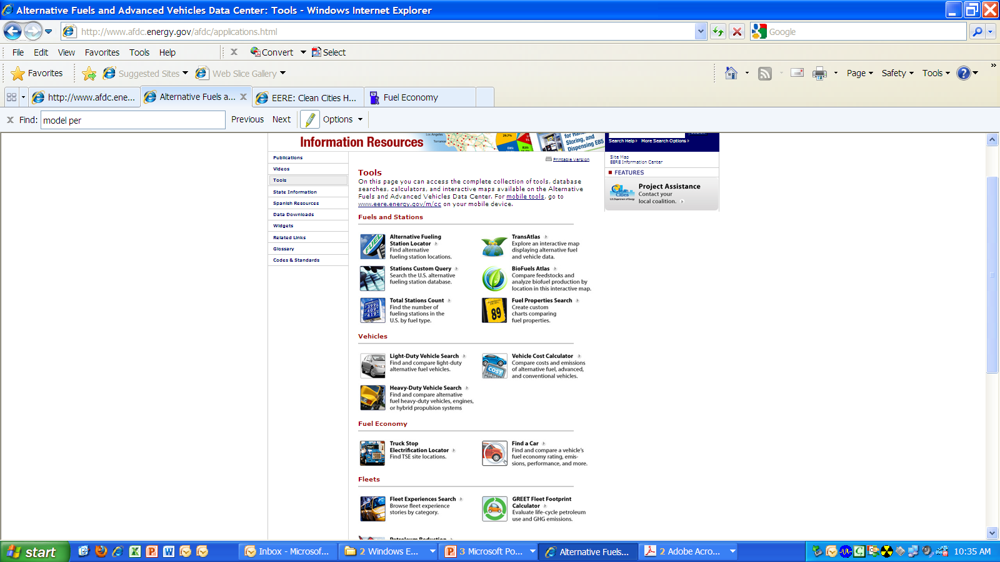 Alternative Fuels and Advanced Vehicles Data Center: Tools - Windows Internet Explorer
http://www.afdc.energy.gov/afdc/applications.html
Google
File Edit View Favorites Tools Help
Convert Select
Favorites Suggested Sites Web Slice Gallery
Page Safety Tools
http://www.afdc.ene...
Alternative Fuels a...
EERE: Clean Cities H...
Fuel Economy
Find: model per Previous Next Options
Information Resources
Los Angeles
Torrance
29.7%
Storing, and
Dispensing E85
Search Help More Search Options
Publications
Videos
Tools
State Information
Spanish Resources
Data Downloads
Widgets
Related Links
Glossary
Codes & Standards
Printable Version
Site Map
EERE Information Center
FEATURES
Clean Cities
Project Assistance
Contact your
local coalition.
Tools
On this page you can access the complete collection of tools, database
searches, calculators, and interactive maps available on the Alternative
Fuels and Advanced Vehicles Data Center. For mobile tools, go to
www.eere.energy.gov/m/cc on your mobile device.
Fuels and Stations
FUEL
Alternative Fueling
Station Locator
Find alternative
fueling station locations.
TransAtlas
Explore an interactive map
displaying alternative fuel
and vehicle data.
Stations Custom Query
Search the U.S. alternative
fueling station database.
BioFuels Atlas
Compare feedstocks and
analyze biofuel production by
location in this interactive map.
399
409
419
Total Stations Count
Find the number of
fueling stations in the
U.S. by fuel type.
89
Fuel Properties Search
Create custom
charts comparing
fuel properties.
Vehicles
Light-Duty Vehicle Search
Find and compare light-duty
alternative fuel vehicles.
COST
Vehicle Cost Calculator
Compare costs and emissions
of alternative fuel, advanced,
and conventional vehicles.
Heavy-Duty Vehicle Search
Find and compare alternative
fuel heavy-duty vehicles, engines,
or hybrid propulsion systems
Fuel Economy
Truck Stop
Electrification Locator
Find TSE site locations.
Find a Car
Find and compare a vehicle's
fuel economy rating, emis-
sions, performance, and more.
Fleets
Fleet Experiences Search
Browse fleet experience
stories by category.
GREET Fleet Footprint
Calculator
Evaluate life-cycle petroleum
use and GHG emissions.
Petroleum Reduction
start
Inbox - Microsof...
2 Windows E...
3 Microsoft Po...
Alternative Fuels...
2 Adobe Acro...
10:35 AM